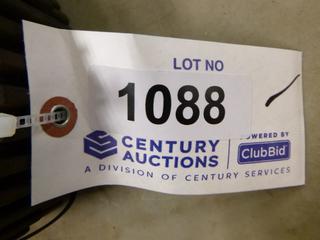 LOT NO
1088
CENTURY
AUCTIONS
POWERED BY
ClubBid
A DIVISION OF CENTURY SERVICES